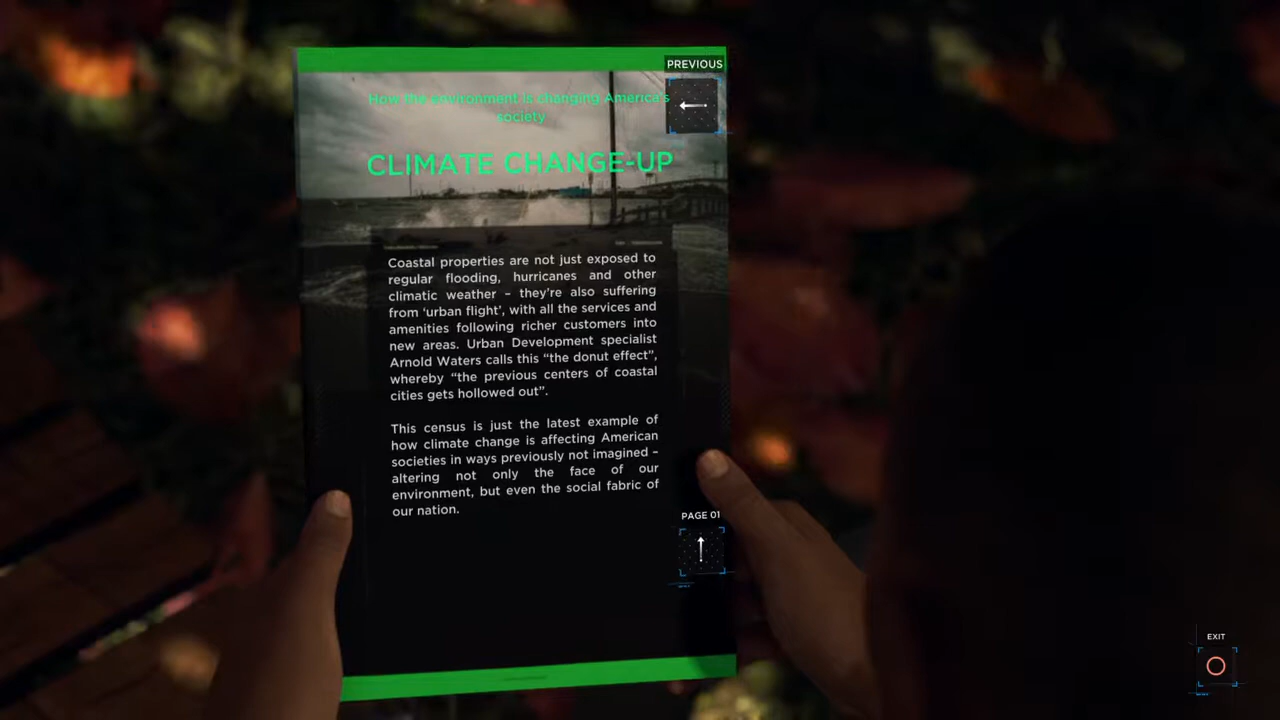 PREVIOUS
How the environment is changing America's
society
CLIMATE CHANGE-UP
Coastal properties are not just exposed to
regular flooding, hurricanes and other
climatic weather – they're also suffering
from 'urban flight', with all the services and
amenities following richer customers into
new areas. Urban Development specialist
Arnold Waters calls this “the donut effect”,
whereby “the previous centers of coastal
cities gets hollowed out”.
This census is just the latest example of
how climate change is affecting American
societies in ways previously not imagined –
altering not only the face of our
environment, but even the social fabric of
our nation.
PAGE 01
EXIT